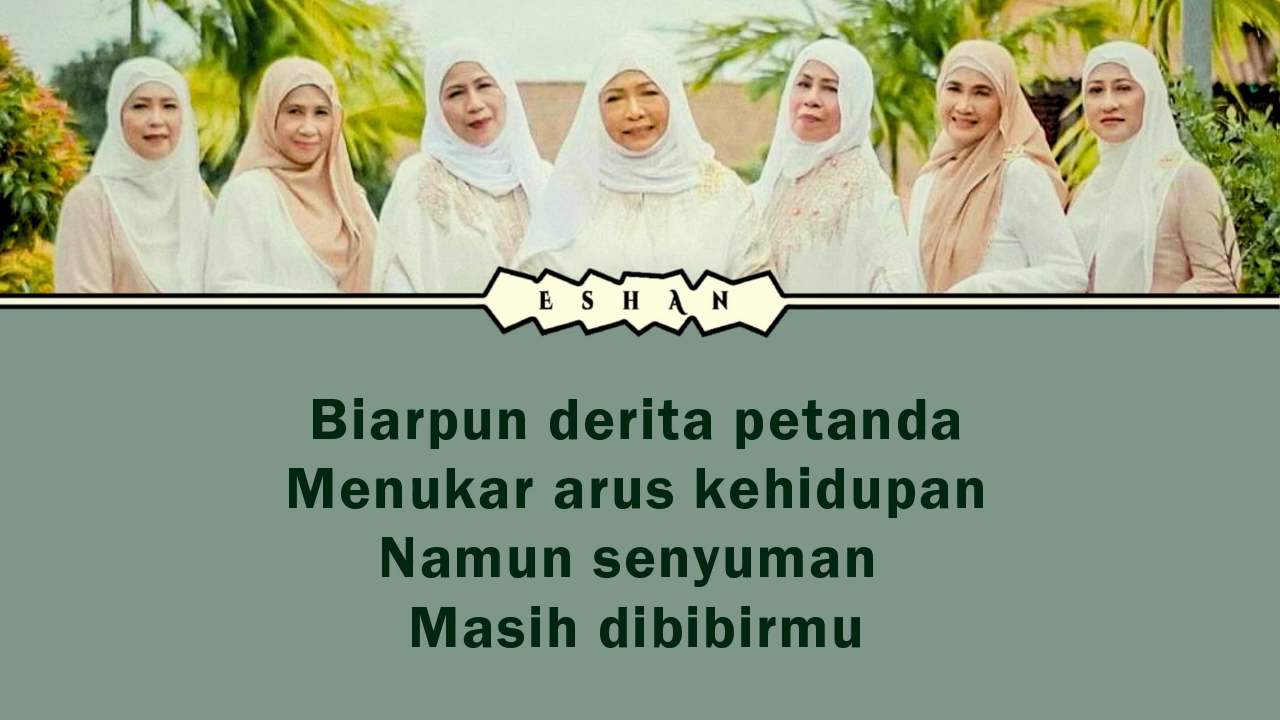 ESHAN
Biarpun derita petanda
Menukar arus kehidupan
Namun senyuman
Masih dibibirmu